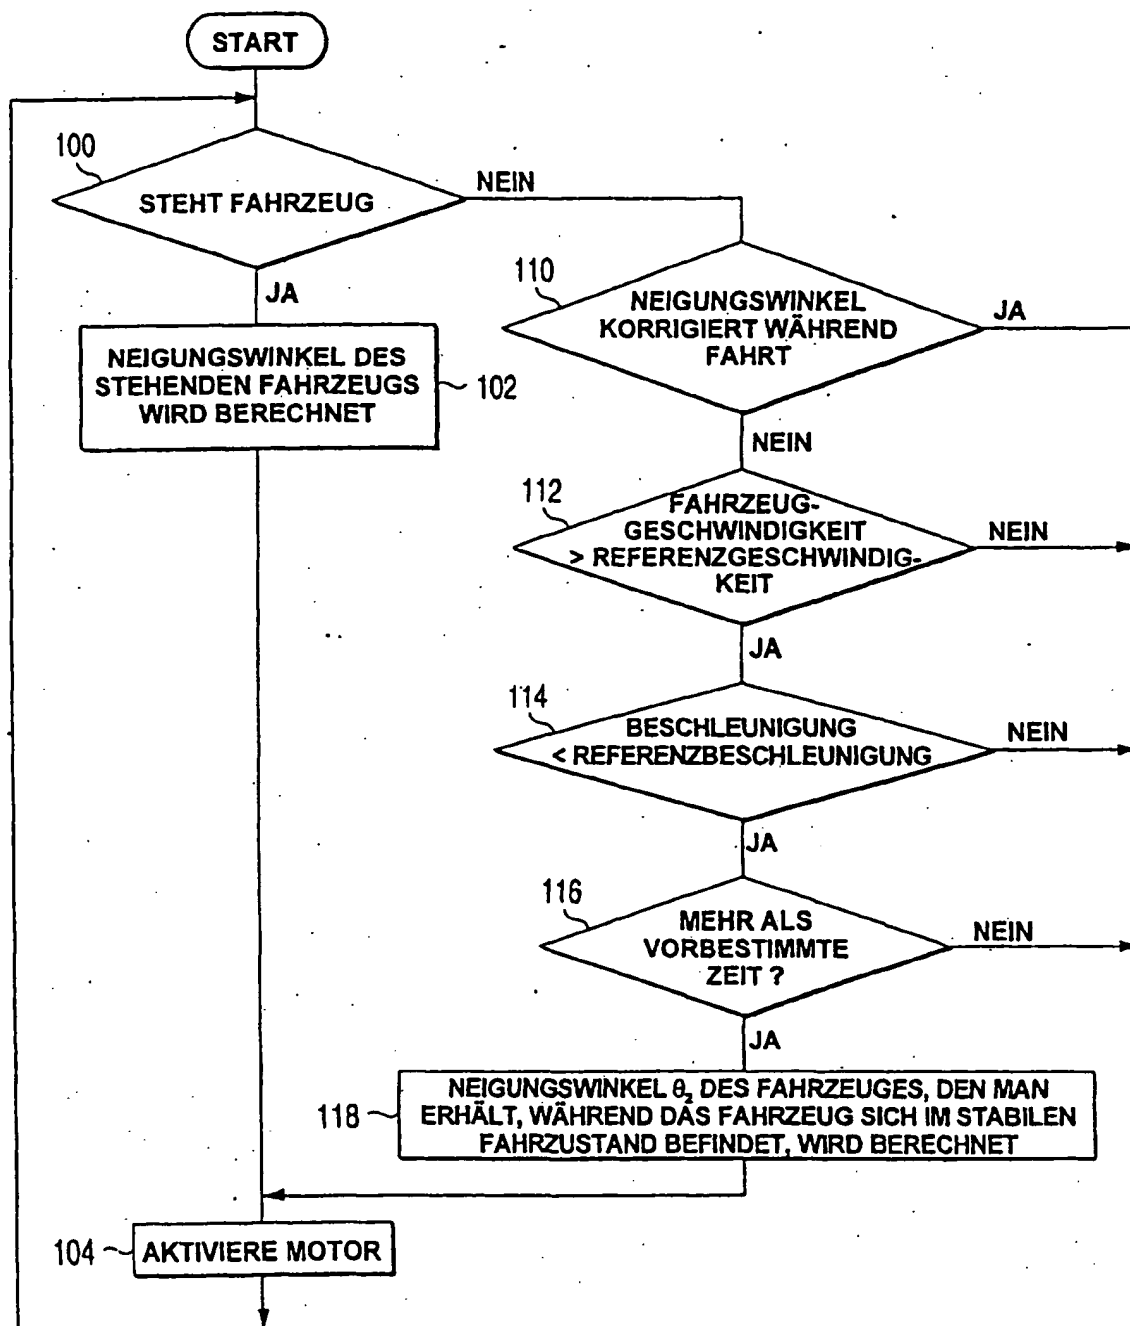 START
100
STEHT FAHRZEUG
NEIN
JA
NEIGUNGSWINKEL DES
STEHENDEN FAHRZEUGS
WIRD BERECHNET
102
110
NEIGUNGSWINKEL
KORRIGIERT WÄHREND
FAHRT
JA
NEIN
112
FAHRZEUG-
GESCHWINDIGKEIT
> REFERENZGESCHWINDIG-
KEIT
NEIN
JA
114
BESCHLEUNIGUNG
< REFERENZBESCHLEUNIGUNG
NEIN
JA
116
MEHR ALS
VORBESTIMMTE
ZEIT ?
NEIN
JA
118
NEIGUNGSWINKEL θ₂ DES FAHRZEUGES, DEN MAN
ERHÄLT, WÄHREND DAS FAHRZEUG SICH IM STABILEN
FAHRZUSTAND BEFINDET, WIRD BERECHNET
104
AKTIVIERE MOTOR